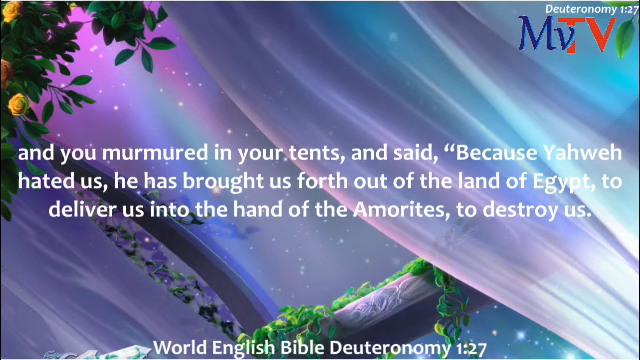 Deuteronomy 1:27
MyTV
and you murmured in your tents, and said, “Because Yahweh
hated us, he has brought us forth out of the land of Egypt, to
deliver us into the hand of the Amorites, to destroy us.
World English Bible Deuteronomy 1:27